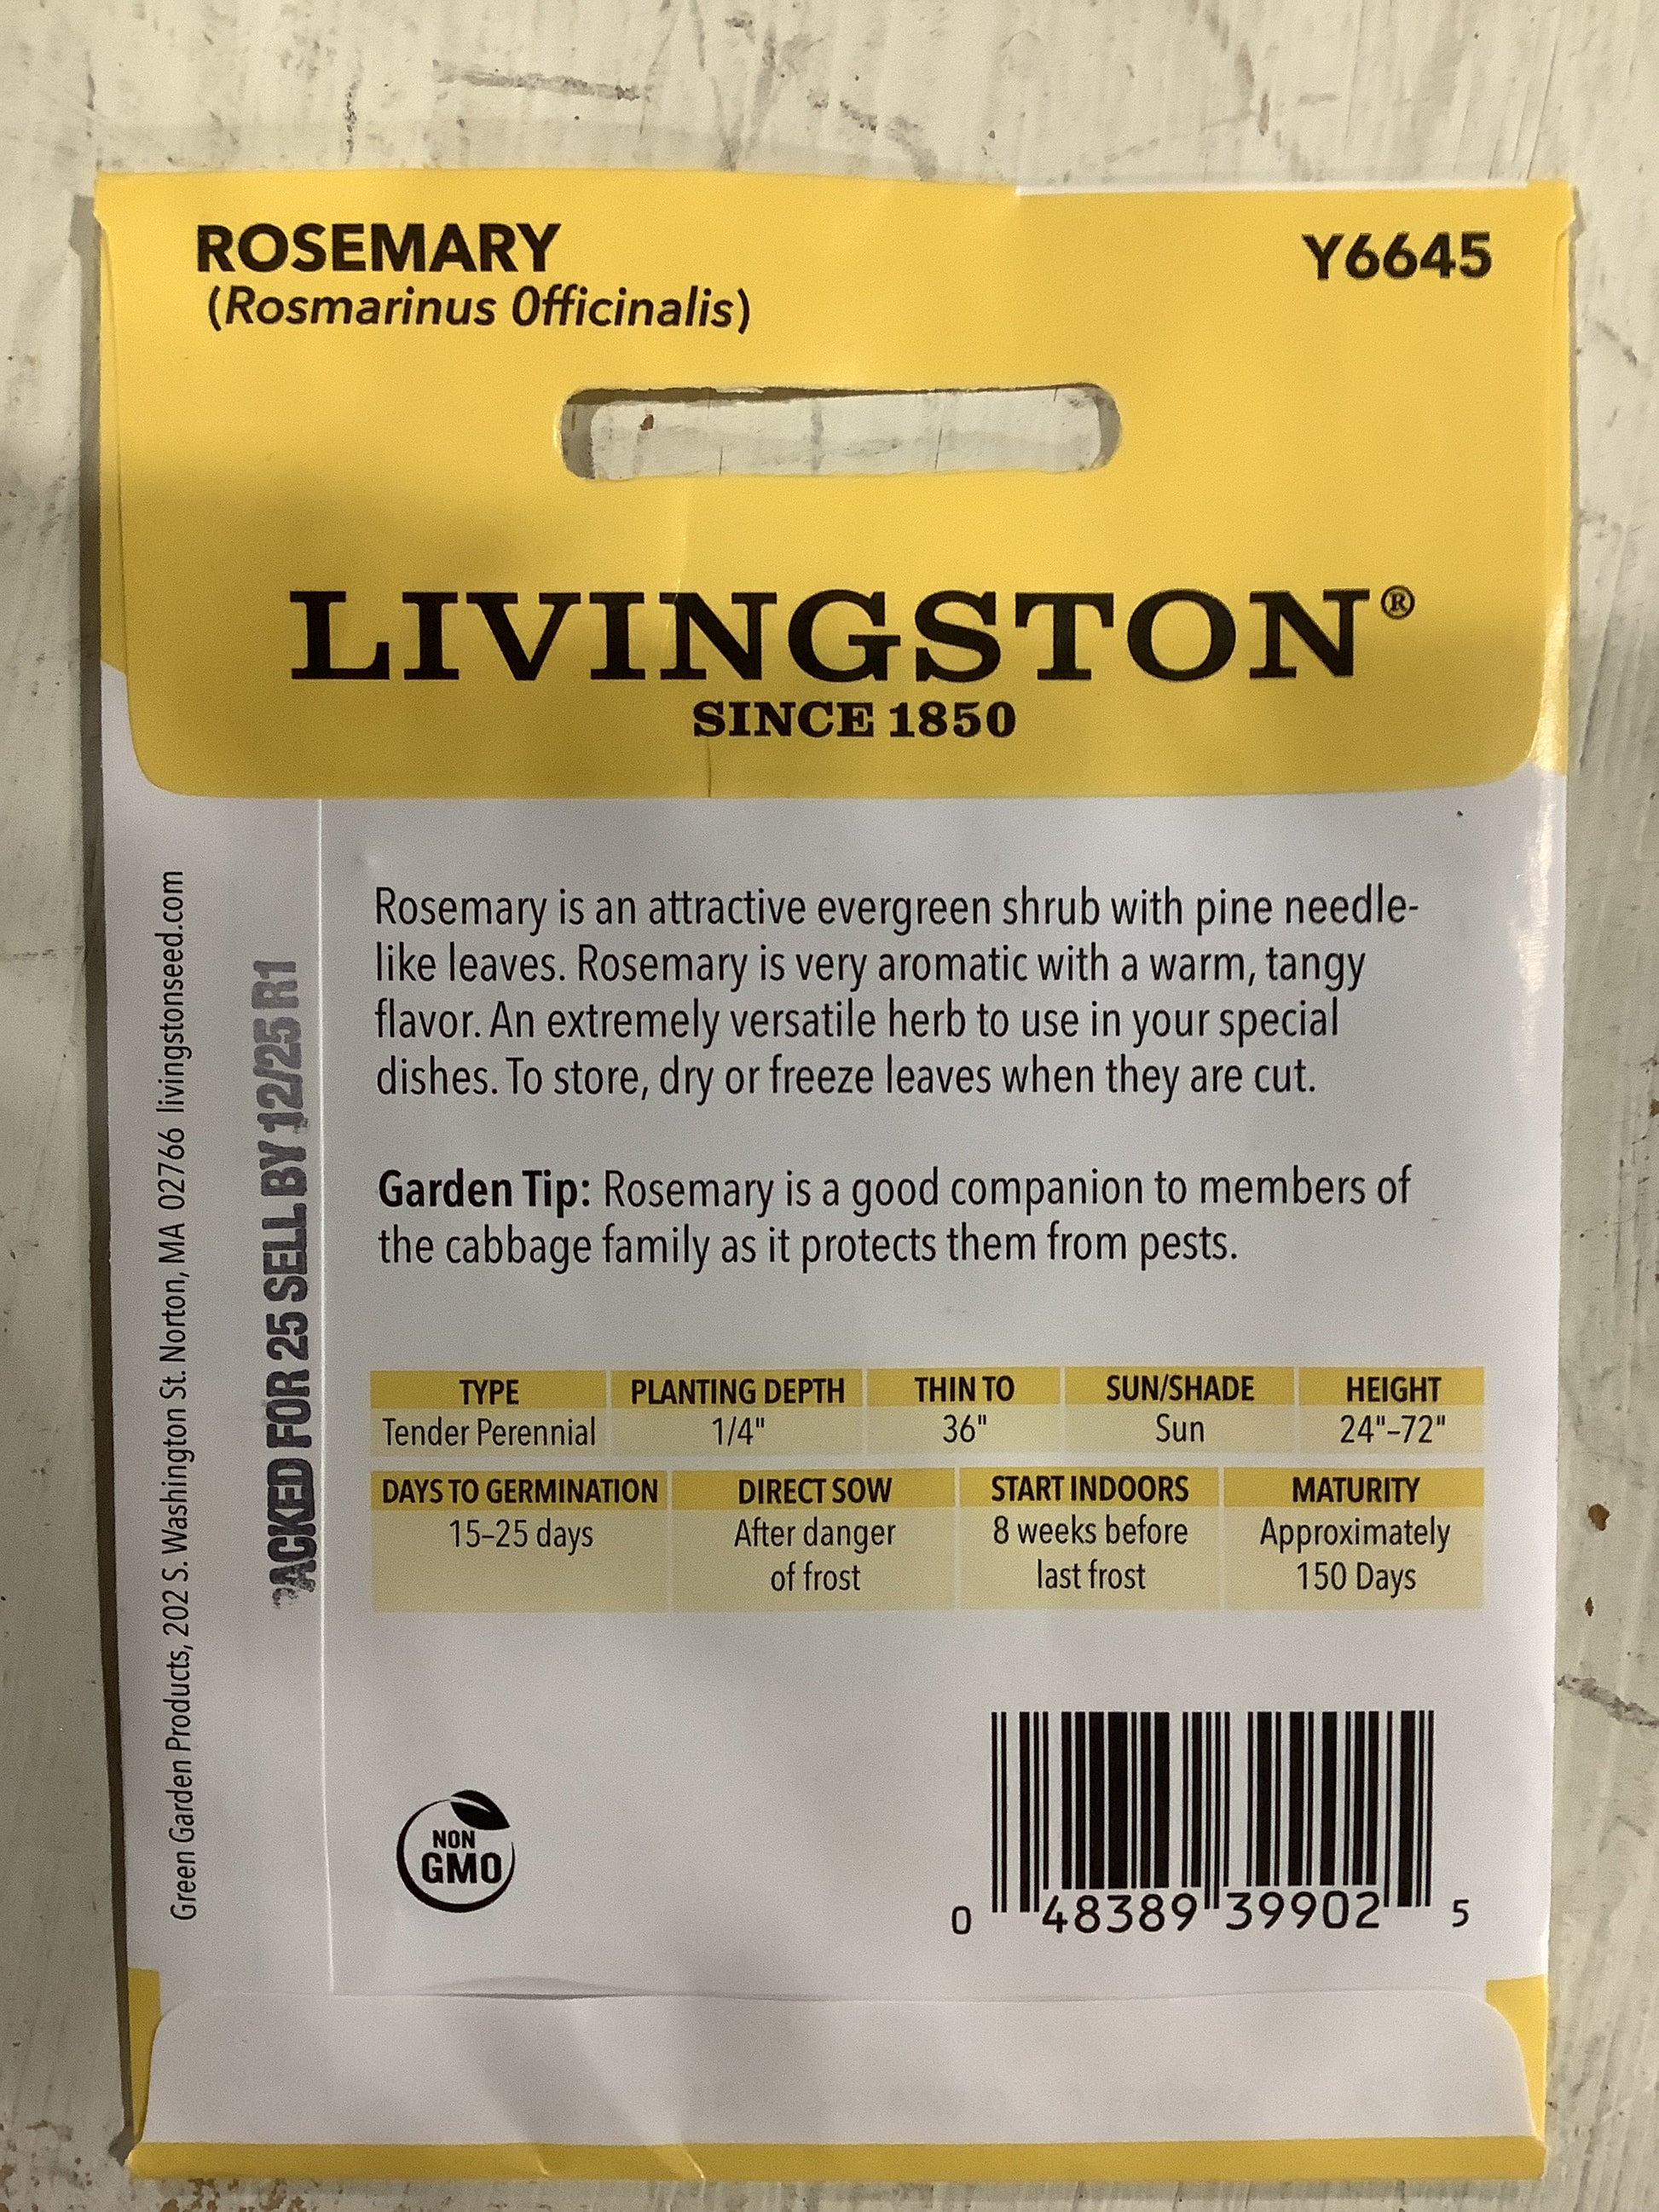 ROSEMARY
Y6645
(Rosmarinus Officinalis)
LIVINGSTON®
SINCE 1850
Rosemary is an attractive evergreen shrub with pine needle-
like leaves. Rosemary is very aromatic with a warm, tangy
flavor. An extremely versatile herb to use in your special
dishes. To store, dry or freeze leaves when they are cut.
Garden Tip: Rosemary is a good companion to members of
the cabbage family as it protects them from pests.
TYPE PLANTING DEPTH THIN TO SUN/SHADE HEIGHT
Tender Perennial 1/4" 36" Sun 24"–72"
DAYS TO GERMINATION DIRECT SOW START INDOORS MATURITY
15–25 days After danger 8 weeks before Approximately
of frost last frost 150 Days
NON
GMO
0 48389 39902 5
Green Garden Products, 202 S. Washington St. Norton, MA 02766 livingstonseed.com
PACKED FOR 25 SELL BY 12/25 R1